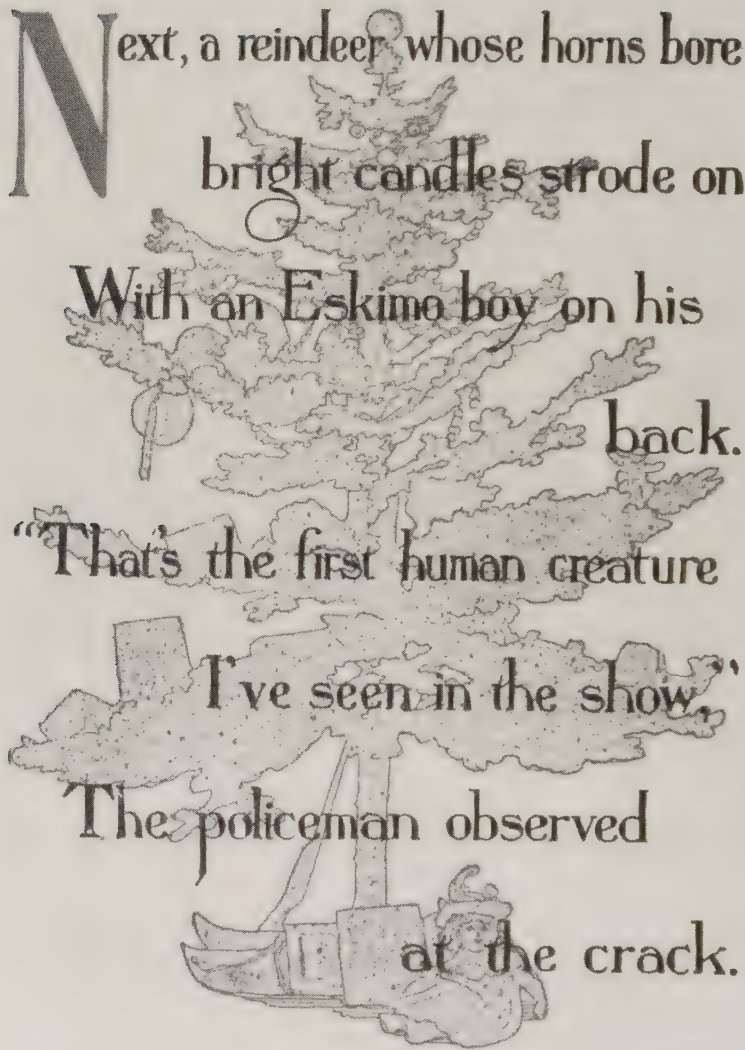 Next, a reindeer whose horns bore
bright candles strode on
With an Eskimo boy on his
back.
“That's the first human creature
I've seen in the show,”
The policeman observed
at the crack.